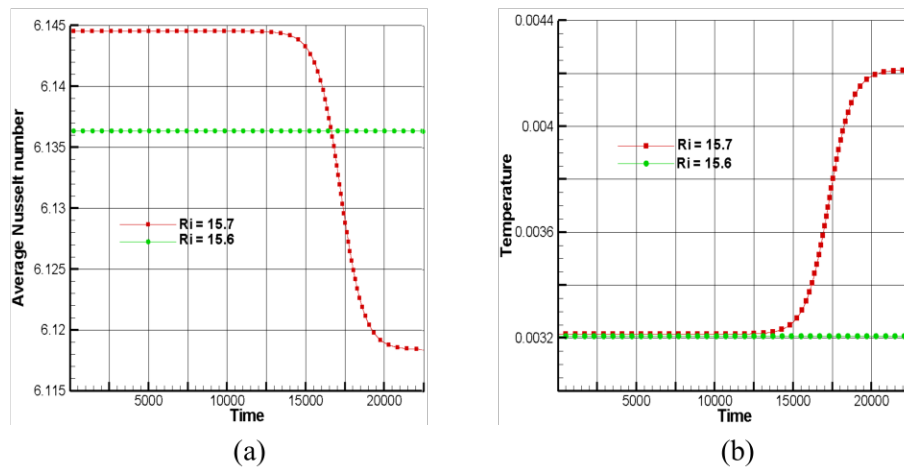 6.145
6.14
6.135
6.13
6.125
6.12
6.115
Average Nusselt number
Ri = 15.7
Ri = 15.6
5000 10000 15000 20000
Time
(a)
0.0044
0.004
0.0036
0.0032
Temperature
Ri = 15.7
Ri = 15.6
5000 10000 15000 20000
Time
(b)